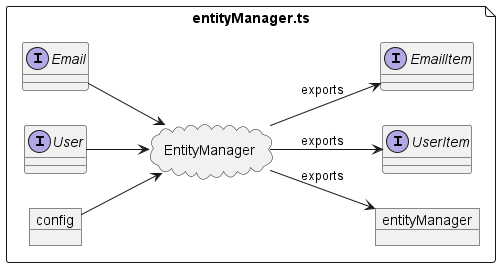 entityManager.ts
I Email
I EmailItem
exports
I User
EntityManager
exports
I UserItem
exports
config
entityManager